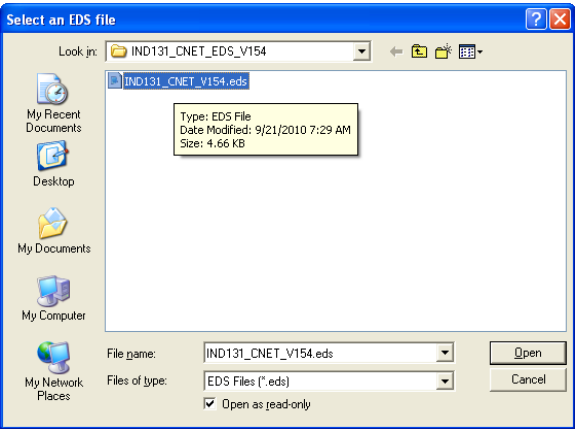 Select an EDS file
Look in:
IND131_CNET_EDS_V154
IND131_CNET_V154.eds
Type: EDS File
Date Modified: 9/21/2010 7:29 AM
Size: 4.66 KB
My Recent
Documents
Desktop
My Documents
My Computer
My Network
Places
File name:
IND131_CNET_V154.eds
Open
Files of type:
EDS Files (*.eds)
Cancel
Open as read-only